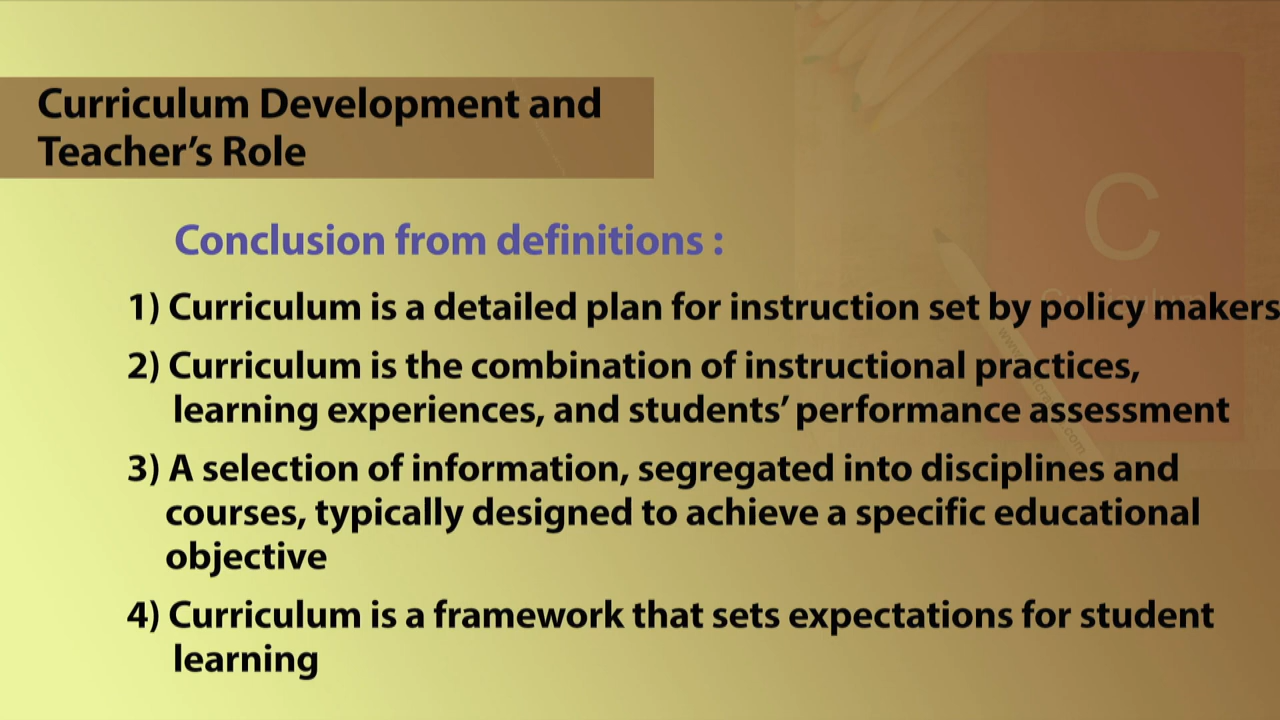 Curriculum Development and
Teacher’s Role
C
Conclusion from definitions :
1) Curriculum is a detailed plan for instruction set by policy makers
2) Curriculum is the combination of instructional practices,
learning experiences, and students’ performance assessment
3) A selection of information, segregated into disciplines and
courses, typically designed to achieve a specific educational
objective
4) Curriculum is a framework that sets expectations for student
learning